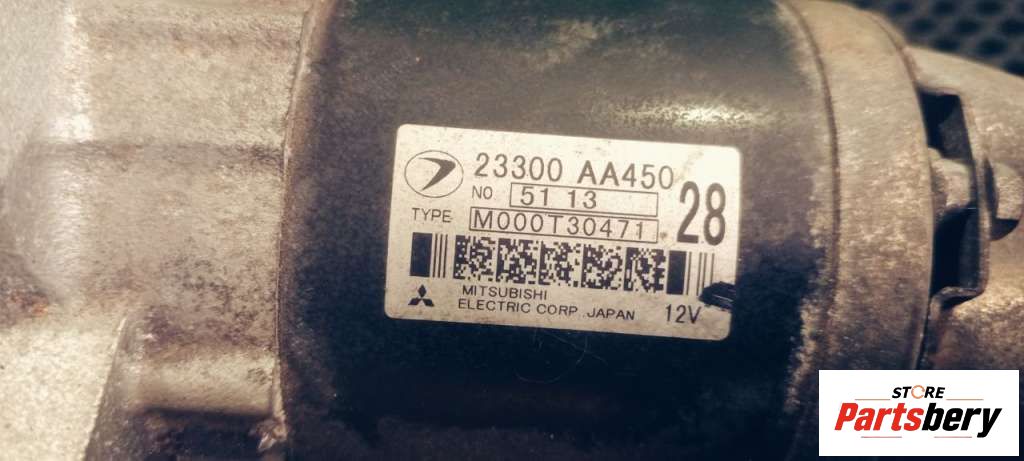 23300 AA450
NO 51 13
TYPE M000T30471
28
MITSUBISHI
ELECTRIC CORP. JAPAN 12V
STORE
Partsbery